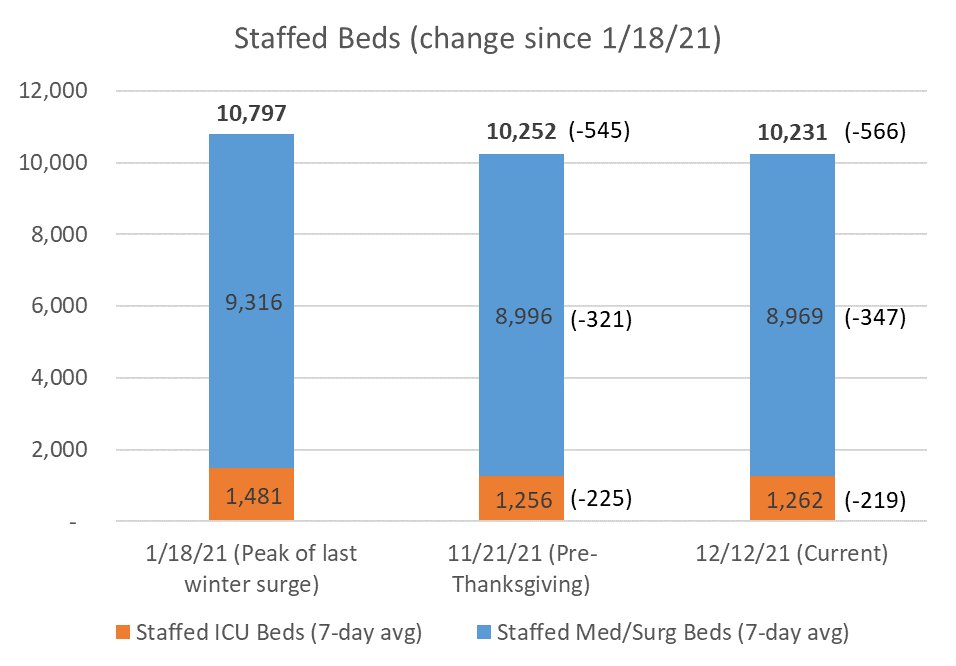 Staffed Beds (change since 1/18/21)
12,000
10,000
8,000
6,000
4,000
2,000
-
10,797
9,316
1,481
10,252 (-545)
8,996 (-321)
1,256 (-225)
10,231 (-566)
8,969 (-347)
1,262 (-219)
1/18/21 (Peak of last
winter surge)
11/21/21 (Pre-
Thanksgiving)
12/12/21 (Current)
Staffed ICU Beds (7-day avg)
Staffed Med/Surg Beds (7-day avg)